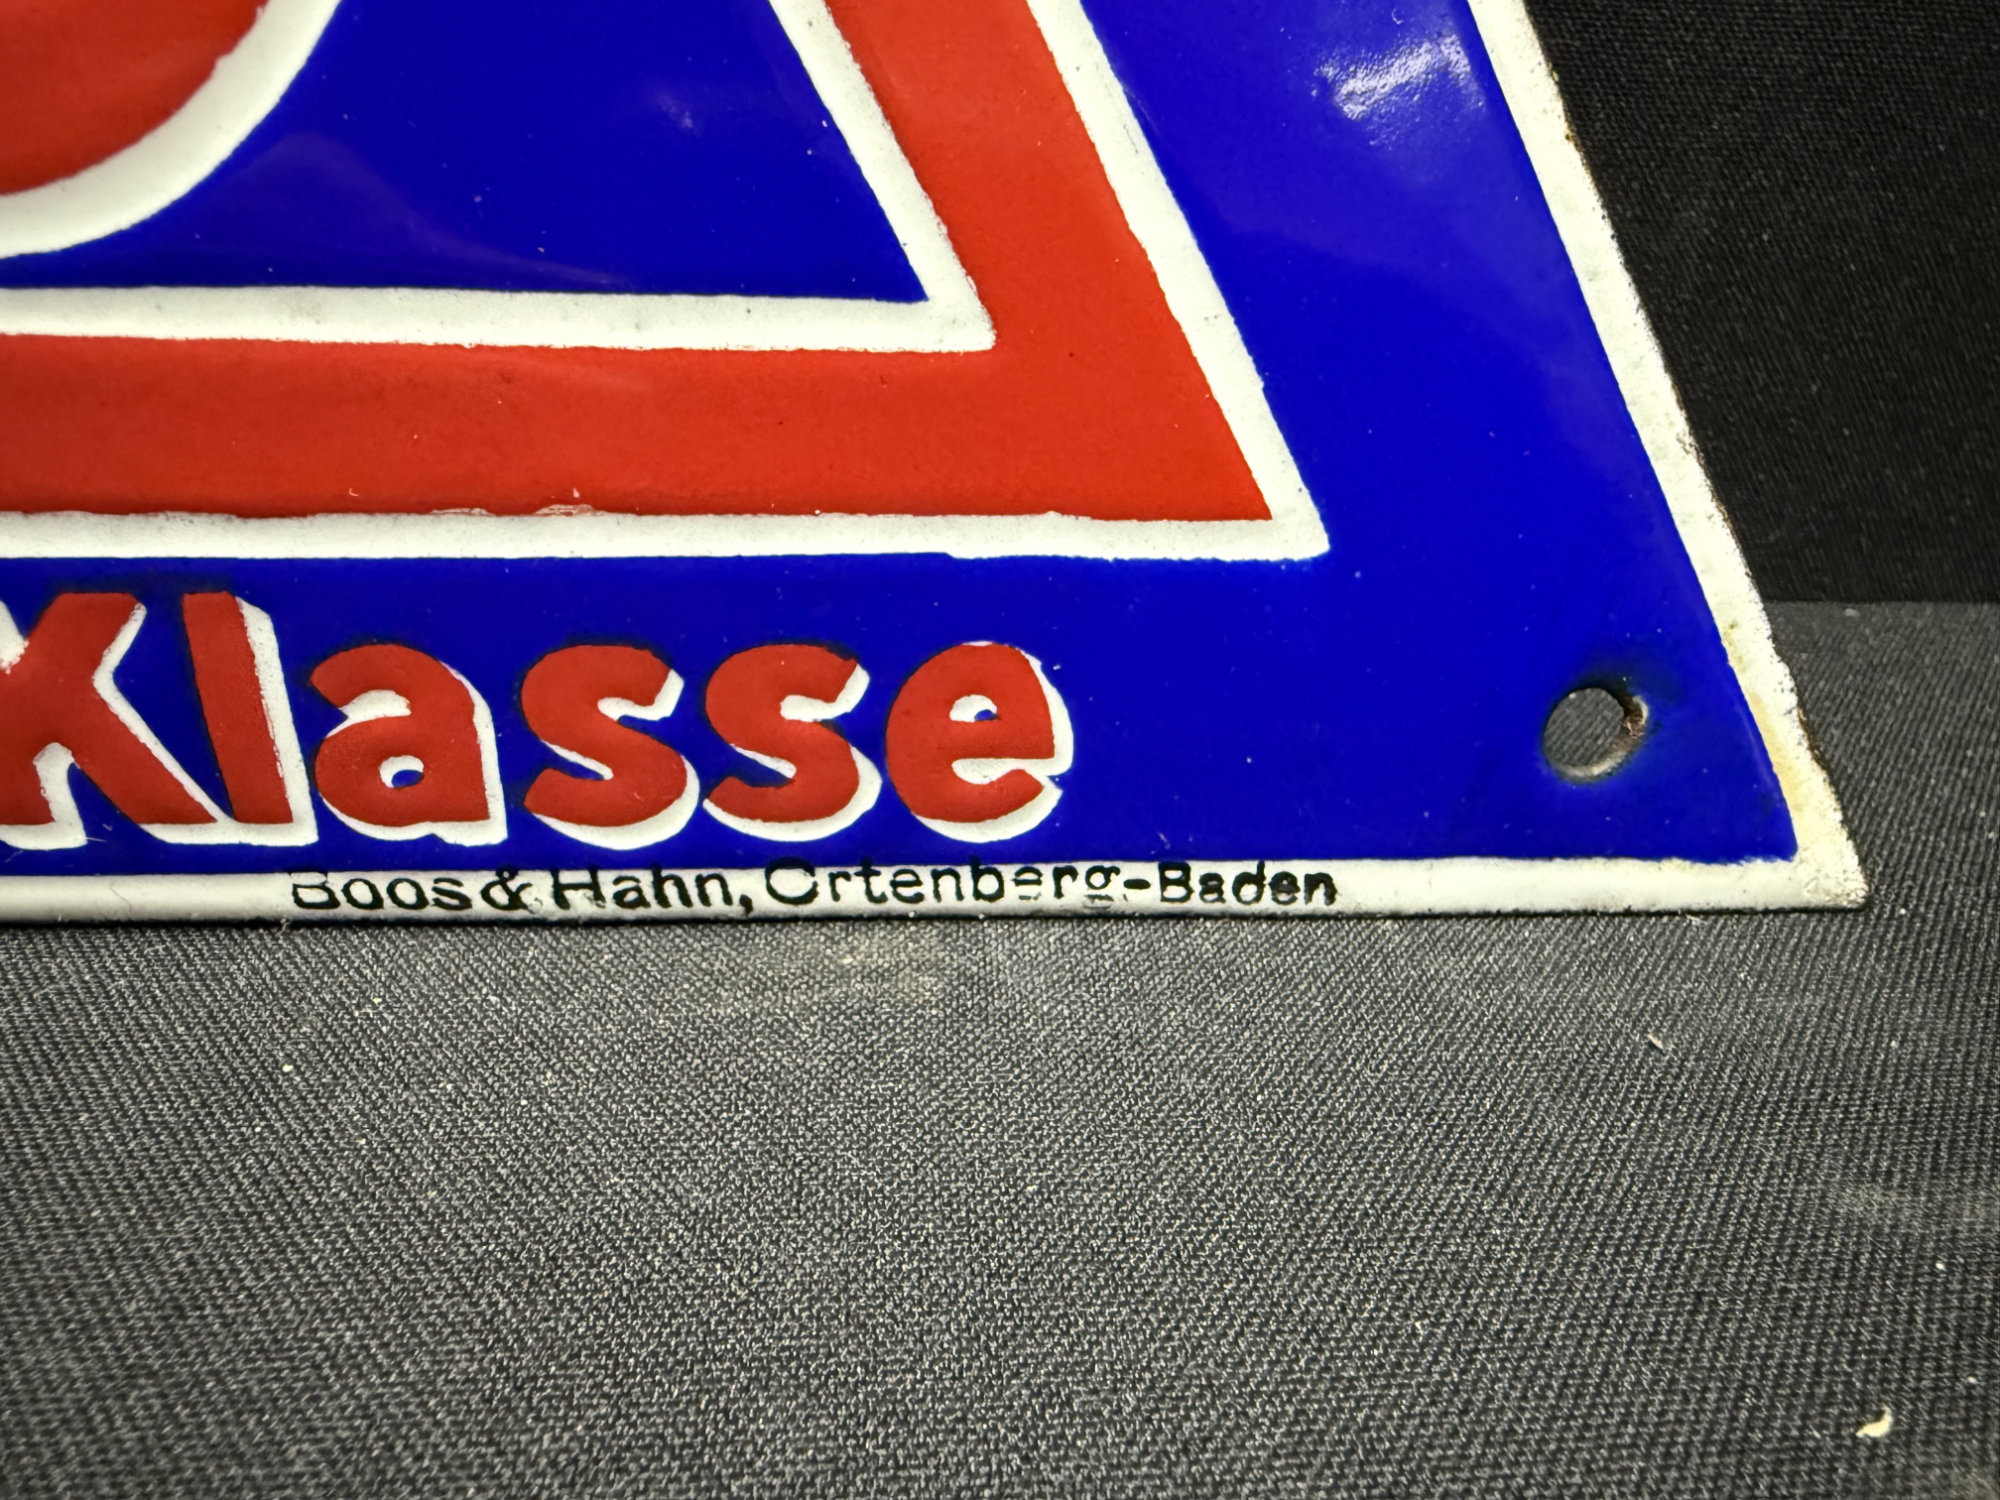 Klasse
Boos & Hahn, Ortenberg-Baden